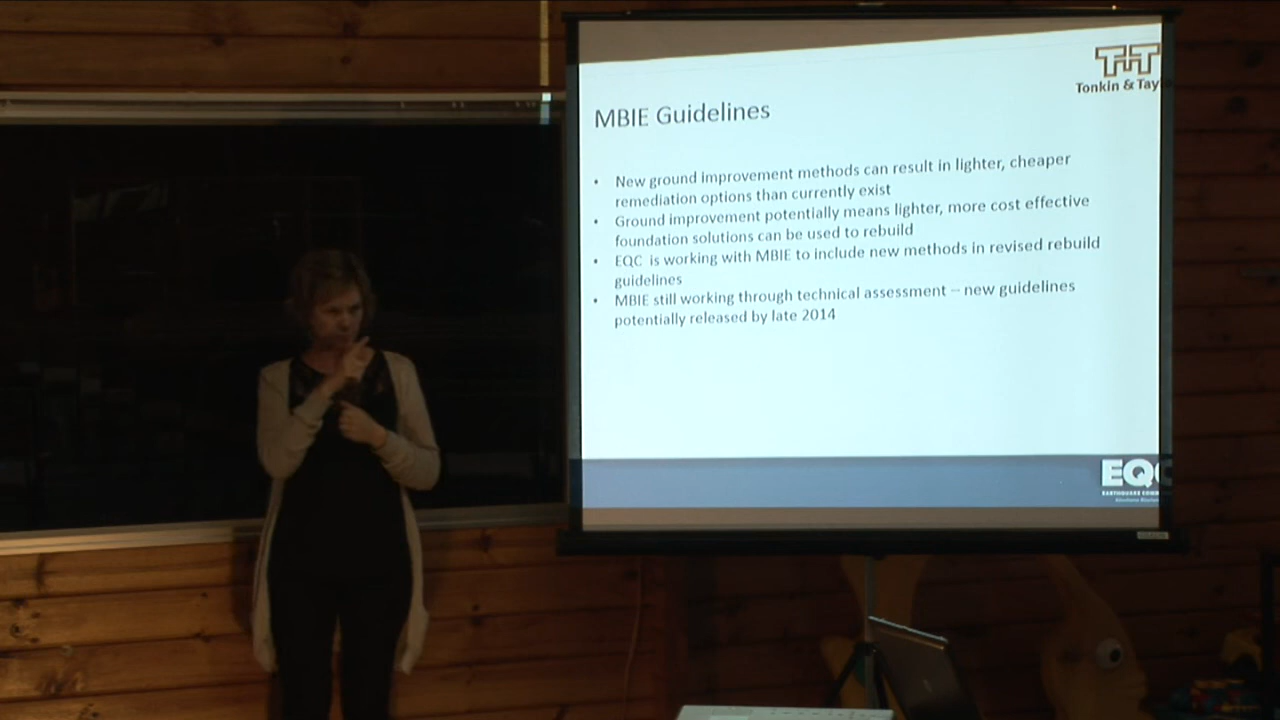 Tonkin & Tay
MBIE Guidelines
• New ground improvement methods can result in lighter, cheaper
remediation options than currently exist
• Ground improvement potentially means lighter, more cost effective
foundation solutions can be used to rebuild
• EQC is working with MBIE to include new methods in revised rebuild
guidelines
• MBIE still working through technical assessment – new guidelines
potentially released by late 2014
EQC
EARTHQUAKE COMM